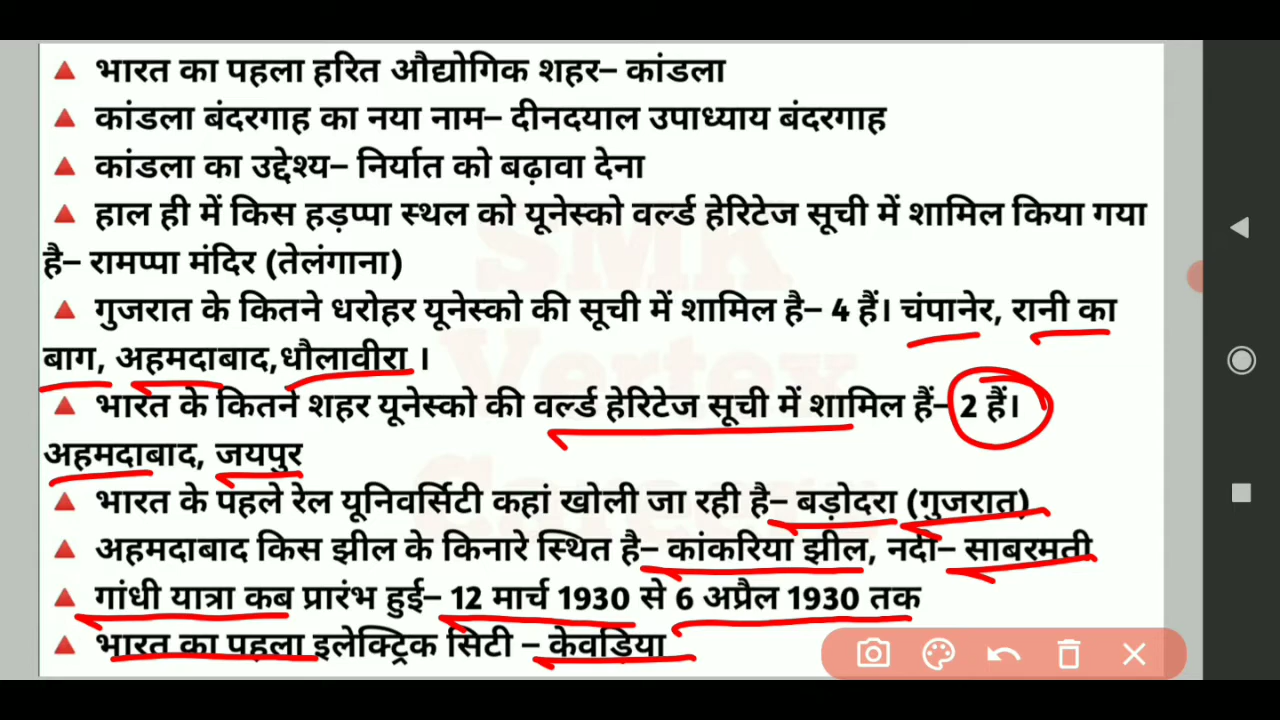 🔺 भारत का पहला हरित औद्योगिक शहर– कांडला
🔺 कांडला बंदरगाह का नया नाम– दीनदयाल उपाध्याय बंदरगाह
🔺 कांडला का उद्देश्य– निर्यात को बढ़ावा देना
🔺 हाल ही में किस हड़प्पा स्थल को यूनेस्को वर्ल्ड हेरिटेज सूची में शामिल किया गया
है– रामप्पा मंदिर (तेलंगाना)
🔺 गुजरात के कितने धरोहर यूनेस्को की सूची में शामिल है– 4 हैं। चंपानेर, रानी का
बाग, अहमदाबाद,धौलावीरा ।
🔺 भारत के कितने शहर यूनेस्को की वर्ल्ड हेरिटेज सूची में शामिल हैं– 2 हैं।
अहमदाबाद, जयपुर
🔺 भारत के पहले रेल यूनिवर्सिटी कहां खोली जा रही है– बड़ोदरा (गुजरात)
🔺 अहमदाबाद किस झील के किनारे स्थित है– कांकरिया झील, नदी– साबरमती
🔺 गांधी यात्रा कब प्रारंभ हुई– 12 मार्च 1930 से 6 अप्रैल 1930 तक
🔺 भारत का पहला इलेक्ट्रिक सिटी – केवड़िया
SMK
Vertex